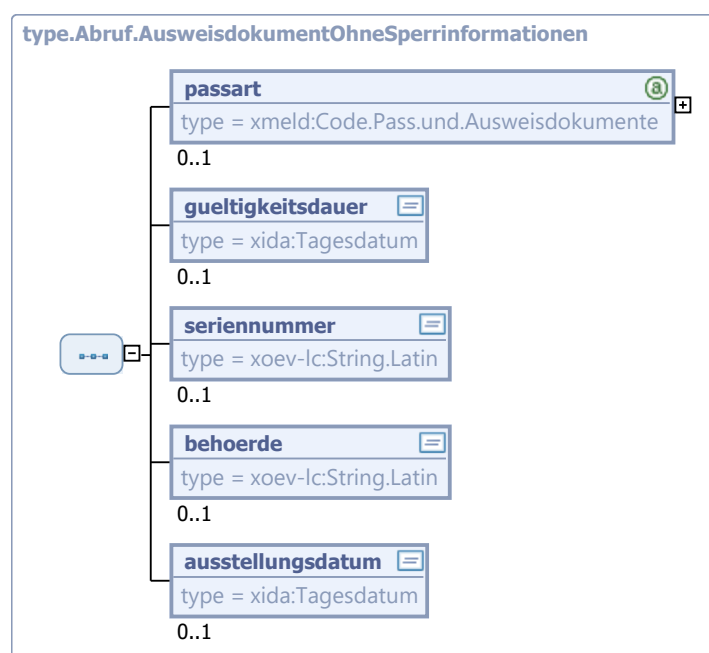 type.Abruf.AusweisdokumentOhneSperrinformationen
passart
type = xmeld:Code.Pass.und.Ausweisdokumente
0..1
gueltigkeitsdauer
type = xida:Tagesdatum
0..1
seriennummer
type = xoev-lc:String.Latin
0..1
behoerde
type = xoev-lc:String.Latin
0..1
ausstellungsdatum
type = xida:Tagesdatum
0..1